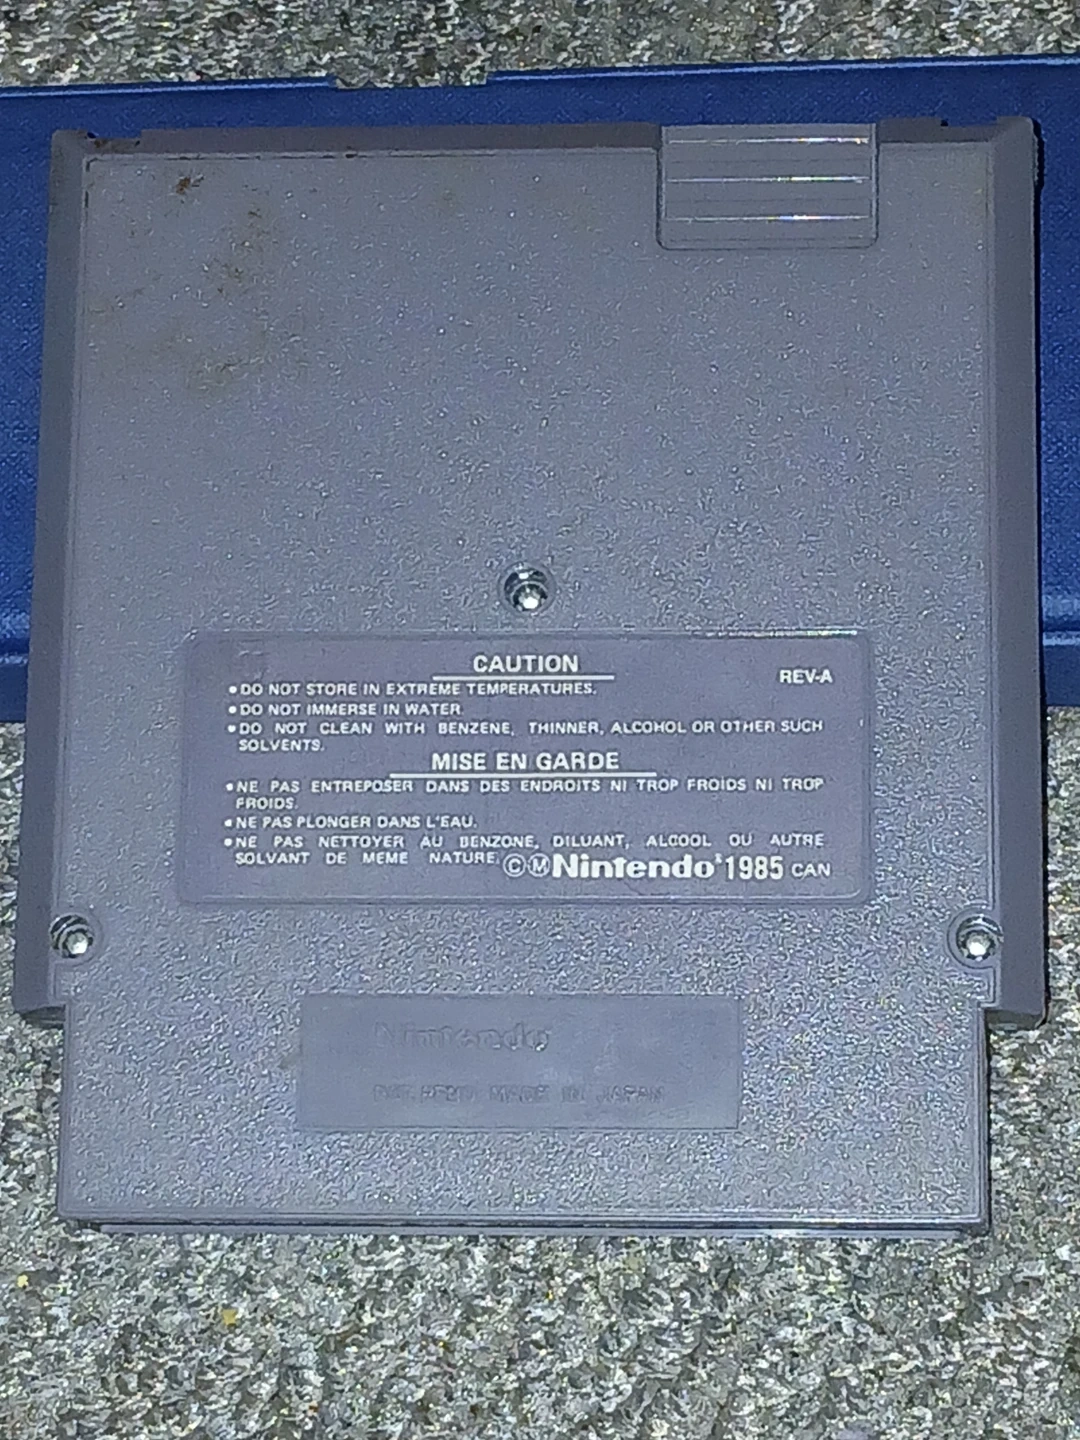 CAUTION
REV-A
•DO NOT STORE IN EXTREME TEMPERATURES.
•DO NOT IMMERSE IN WATER.
•DO NOT CLEAN WITH BENZENE, THINNER, ALCOHOL OR OTHER SUCH
SOLVENTS.
MISE EN GARDE
•NE PAS ENTREPOSER DANS DES ENDROITS NI TROP FROIDS NI TROP
FROIDS.
•NE PAS PLONGER DANS L'EAU.
•NE PAS NETTOYER AU BENZONE, DILUANT, ALCOOL OU AUTRE
SOLVANT DE MEME NATURE.
©Ⓜ Nintendo® 1985 CAN
Nintendo
PAT. PEND MADE IN JAPAN